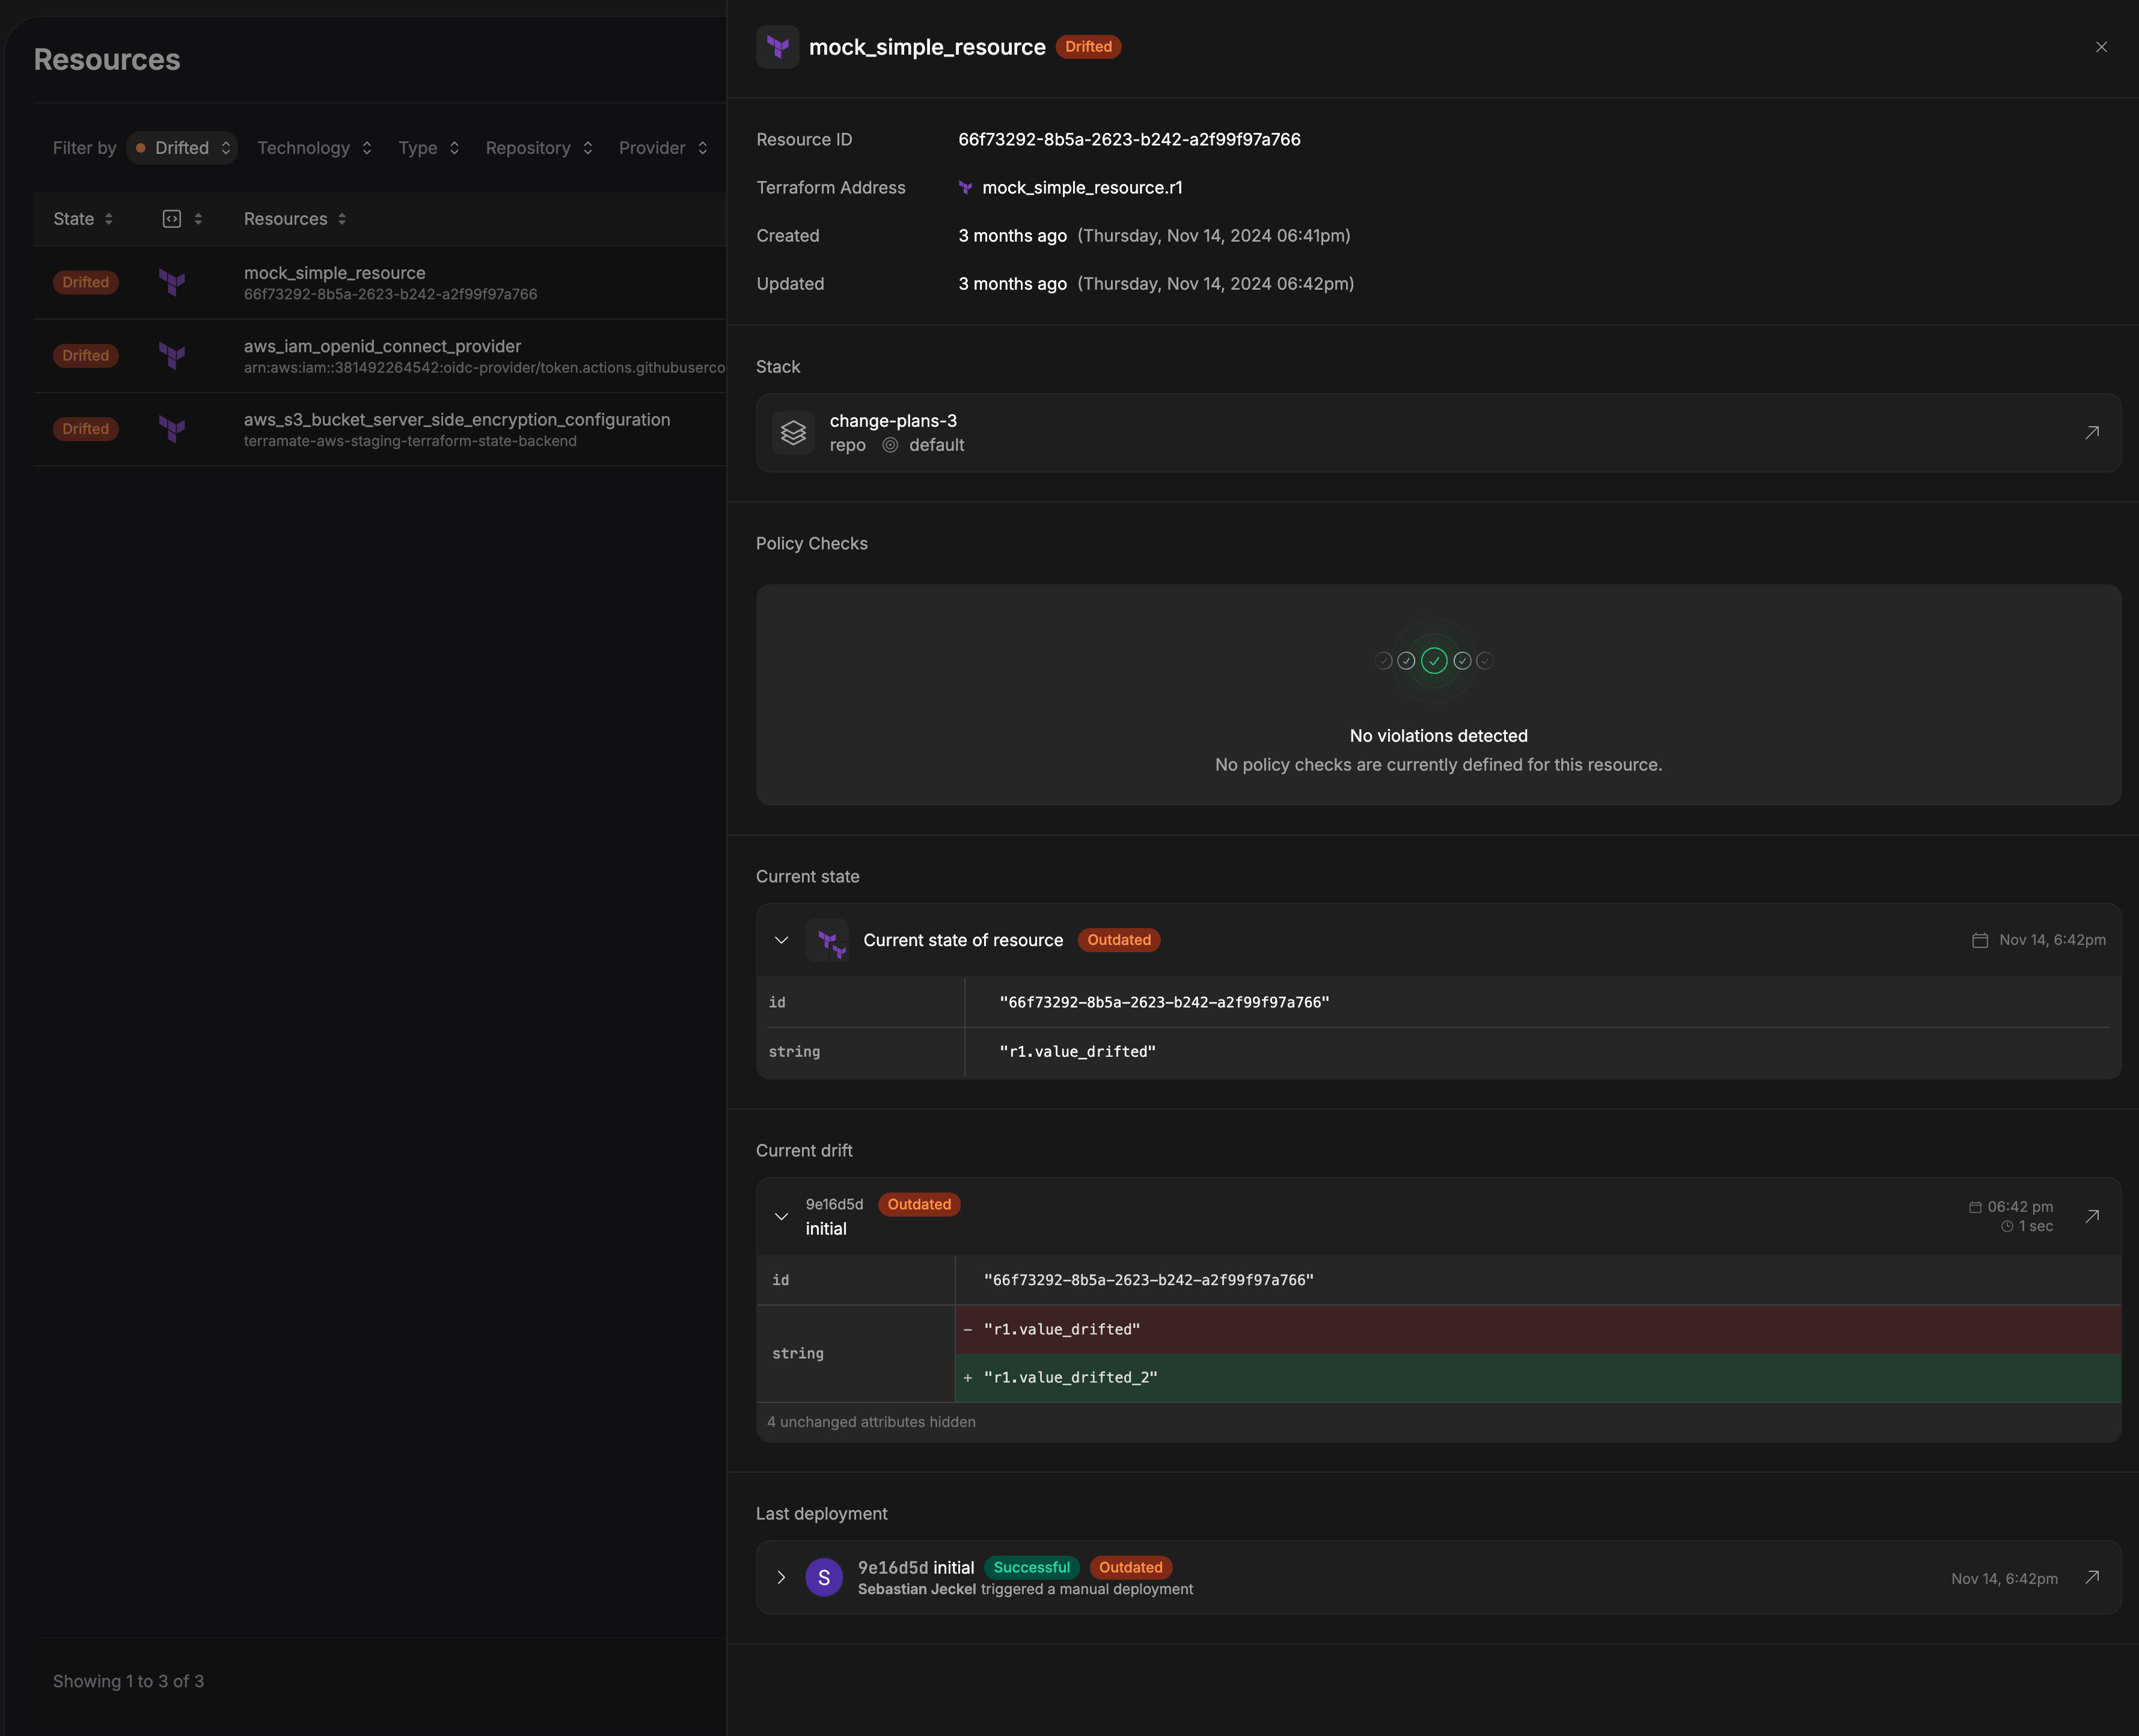 Resources
Filter by Drifted Technology Type Repository Provider
State Resources
Drifted mock_simple_resource
66f73292-8b5a-2623-b242-a2f99f97a766
Drifted aws_iam_openid_connect_provider
arn:aws:iam::381492264542:oidc-provider/token.actions.githubuserco
Drifted aws_s3_bucket_server_side_encryption_configuration
terramate-aws-staging-terraform-state-backend
Showing 1 to 3 of 3
mock_simple_resource Drifted
Resource ID 66f73292-8b5a-2623-b242-a2f99f97a766
Terraform Address mock_simple_resource.r1
Created 3 months ago (Thursday, Nov 14, 2024 06:41pm)
Updated 3 months ago (Thursday, Nov 14, 2024 06:42pm)
Stack
change-plans-3
repo default
Policy Checks
No violations detected
No policy checks are currently defined for this resource.
Current state
Current state of resource Outdated Nov 14, 6:42pm
id "66f73292-8b5a-2623-b242-a2f99f97a766"
string "r1.value_drifted"
Current drift
9e16d5d Outdated 06:42 pm
initial 1 sec
id "66f73292-8b5a-2623-b242-a2f99f97a766"
- "r1.value_drifted"
string
+ "r1.value_drifted_2"
4 unchanged attributes hidden
Last deployment
S 9e16d5d initial Successful Outdated
Sebastian Jeckel triggered a manual deployment Nov 14, 6:42pm